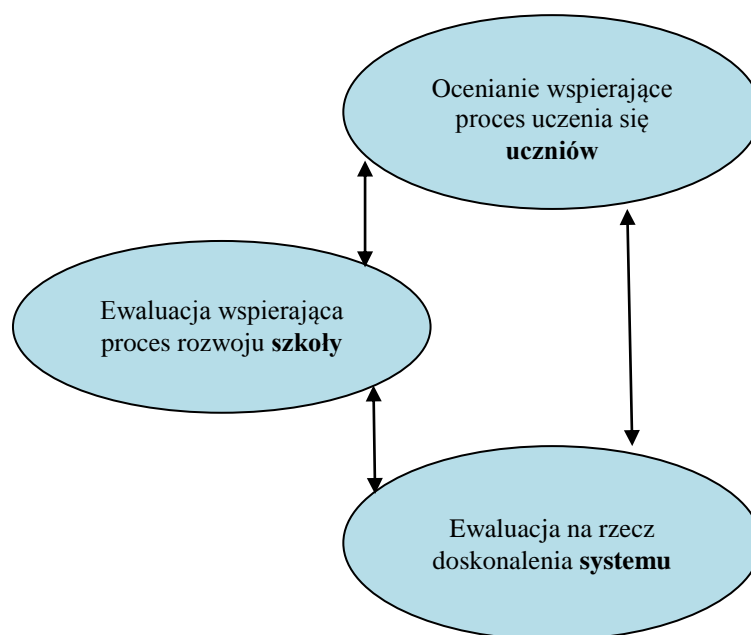 Ocenianie wspierające
proces uczenia się
uczniów
Ewaluacja wspierająca
proces rozwoju szkoły
Ewaluacja na rzecz
doskonalenia systemu